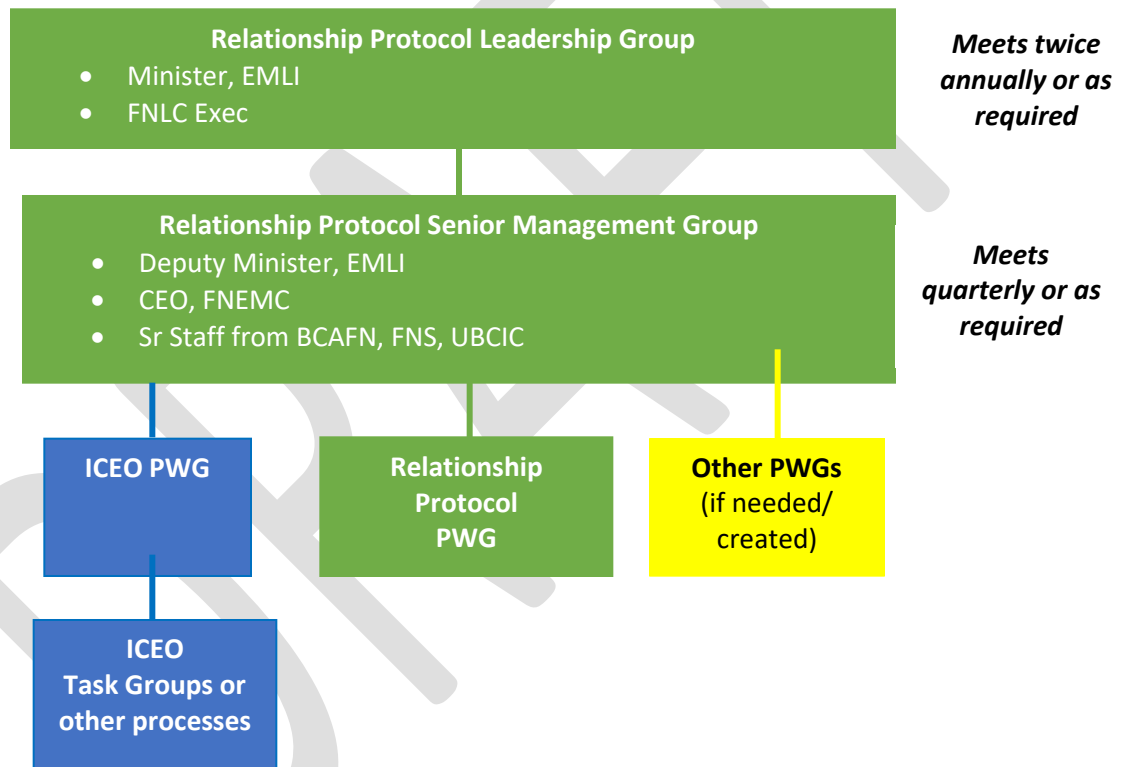 Relationship Protocol Leadership Group
• Minister, EMLI
• FNLC Exec
Meets twice
annually or as
required
Relationship Protocol Senior Management Group
• Deputy Minister, EMLI
• CEO, FNEMC
• Sr Staff from BCAFN, FNS, UBCIC
Meets
quarterly or as
required
ICEO PWG
Relationship
Protocol
PWG
Other PWGs
(if needed/
created)
ICEO
Task Groups or
other processes
DRAFT